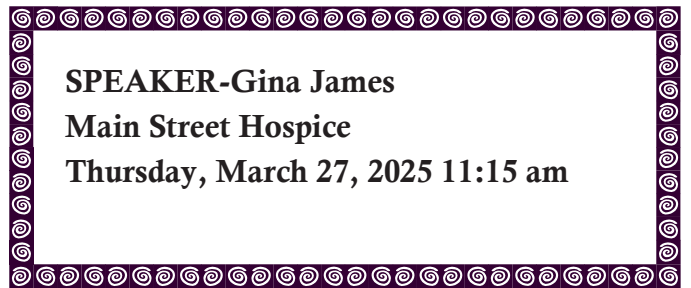 SPEAKER-Gina James
Main Street Hospice
Thursday, March 27, 2025 11:15 am